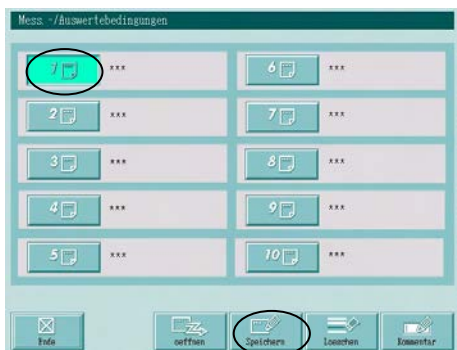 Mess. -/Auswertebedingungen
1 *** 6 ***
2 *** 7 ***
3 *** 8 ***
4 *** 9 ***
5 *** 10 ***
Ende oeffnen Speichern Loeschen Kommentar